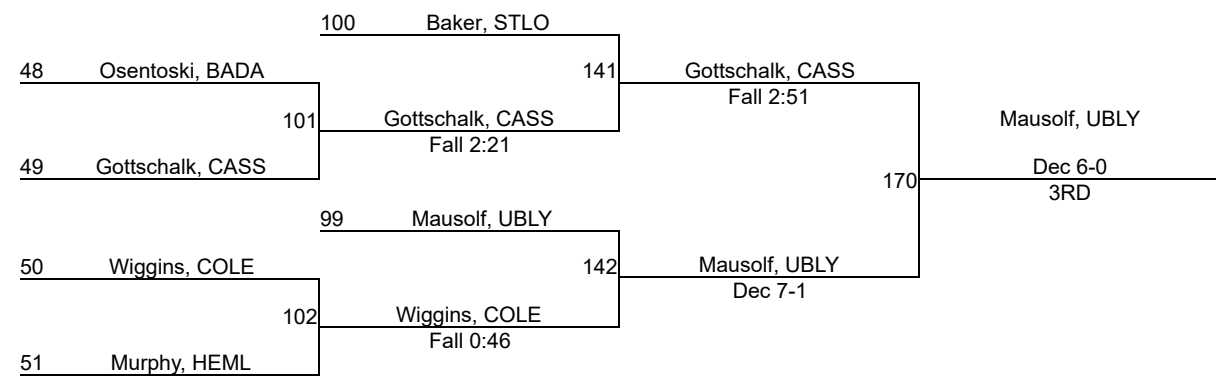 100 Baker, STLO
48 Osentoski, BADA
141 Gottschalk, CASS
Fall 2:51
101 Gottschalk, CASS
Fall 2:21
Mausolf, UBLY
49 Gottschalk, CASS
170 Dec 6-0
3RD
99 Mausolf, UBLY
50 Wiggins, COLE
142 Mausolf, UBLY
Dec 7-1
102 Wiggins, COLE
Fall 0:46
51 Murphy, HEML